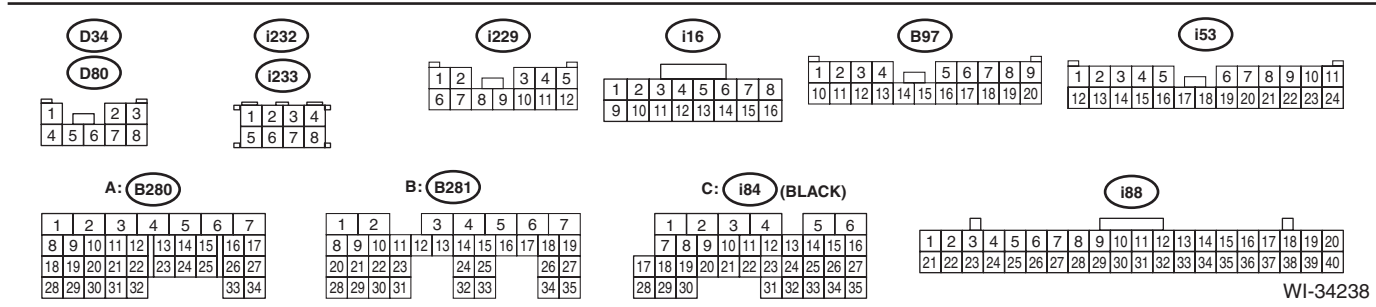 D34 i232 i229 i16 B97 i53
D80 i233
1 2 3
4 5 6 7 8
1 2 3 4
5 6 7 8
1 2 3 4 5
6 7 8 9 10 11 12
1 2 3 4 5 6 7 8
9 10 11 12 13 14 15 16
1 2 3 4 5 6 7 8 9
10 11 12 13 14 15 16 17 18 19 20
1 2 3 4 5 6 7 8 9 10 11
12 13 14 15 16 17 18 19 20 21 22 23 24
A: B280
1 2 3 4 5 6 7
8 9 10 11 12 13 14 15 16 17
18 19 20 21 22 23 24 25 26 27
28 29 30 31 32 33 34
B: B281
1 2 3 4 5 6 7
8 9 10 11 12 13 14 15 16 17 18 19
20 21 22 23 24 25 26 27
28 29 30 31 32 33 34 35
C: i84 (BLACK)
1 2 3 4 5 6
7 8 9 10 11 12 13 14 15 16
17 18 19 20 21 22 23 24 25 26 27
28 29 30 31 32 33 34 35
i88
1 2 3 4 5 6 7 8 9 10 11 12 13 14 15 16 17 18 19 20
21 22 23 24 25 26 27 28 29 30 31 32 33 34 35 36 37 38 39 40
WI-34238